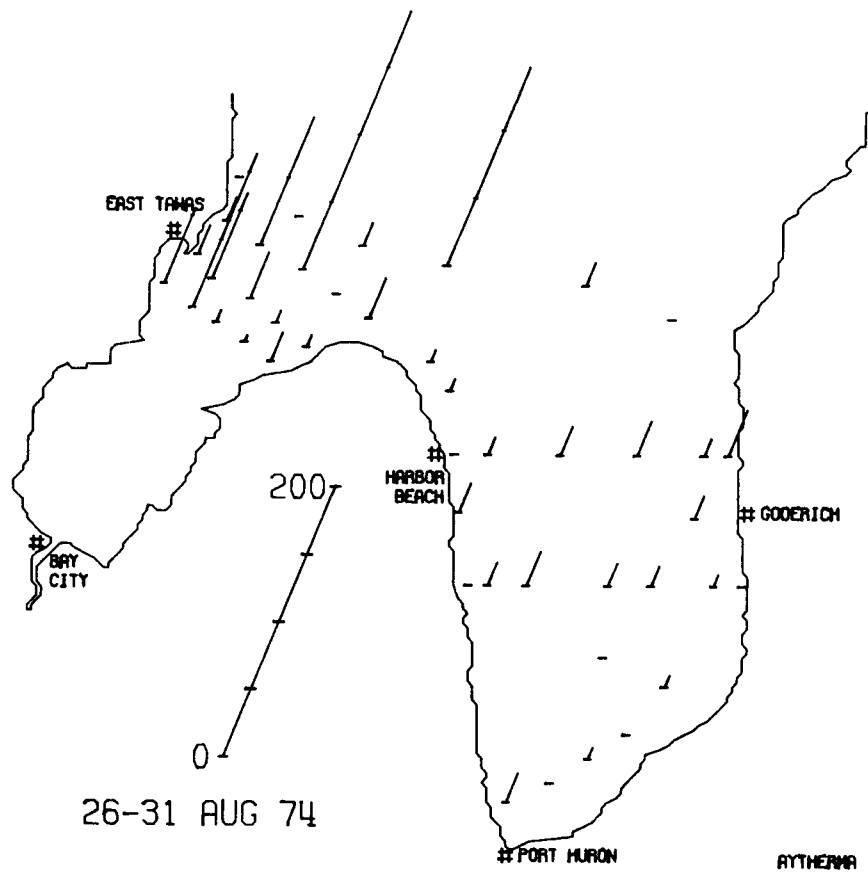 EAST TAWAS
#
200
#
HARBOR
BEACH
# GODERICH
#
BAY
CITY
0
26-31 AUG 74
# PORT HURON
AYTHERMA